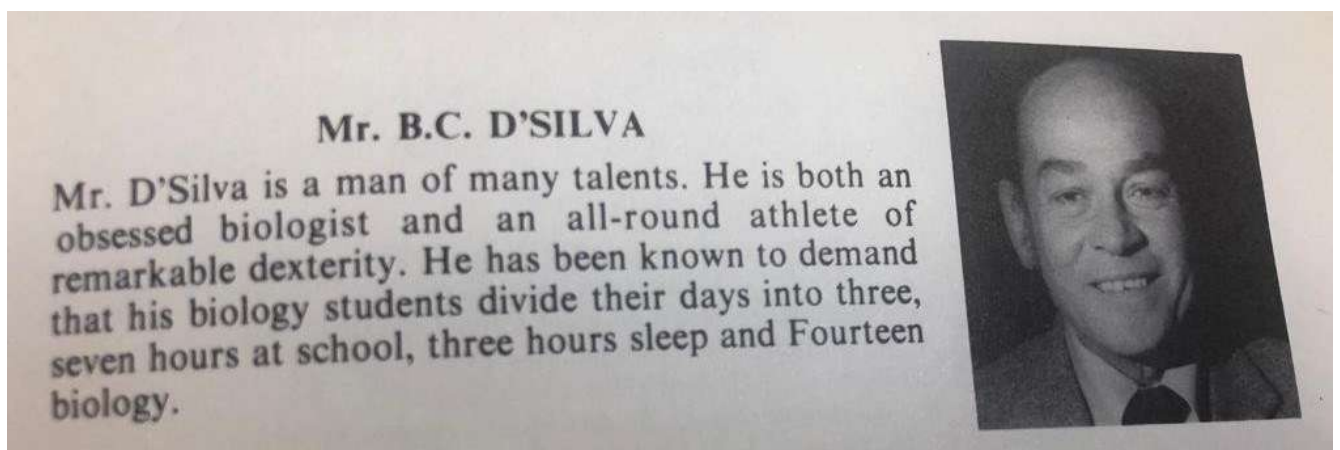 Mr. B.C. D'SILVA
Mr. D'Silva is a man of many talents. He is both an
obsessed biologist and an all-round athlete of
remarkable dexterity. He has been known to demand
that his biology students divide their days into three,
seven hours at school, three hours sleep and Fourteen
biology.